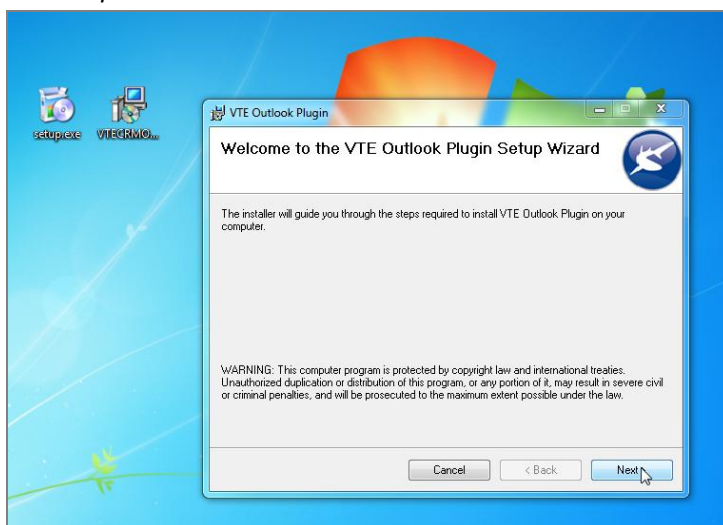 setup.exe VTECRMO...
VTE Outlook Plugin
Welcome to the VTE Outlook Plugin Setup Wizard
The installer will guide you through the steps required to install VTE Outlook Plugin on your
computer.
WARNING: This computer program is protected by copyright law and international treaties.
Unauthorized duplication or distribution of this program, or any portion of it, may result in severe civil
or criminal penalties, and will be prosecuted to the maximum extent possible under the law.
Cancel < Back Next